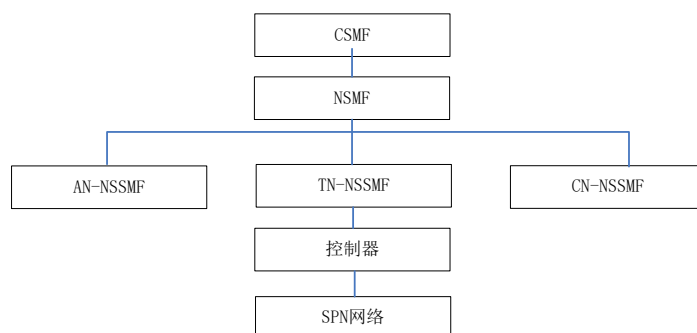 CSMF
NSMF
AN-NSSMF
TN-NSSMF
CN-NSSMF
控制器
SPN网络